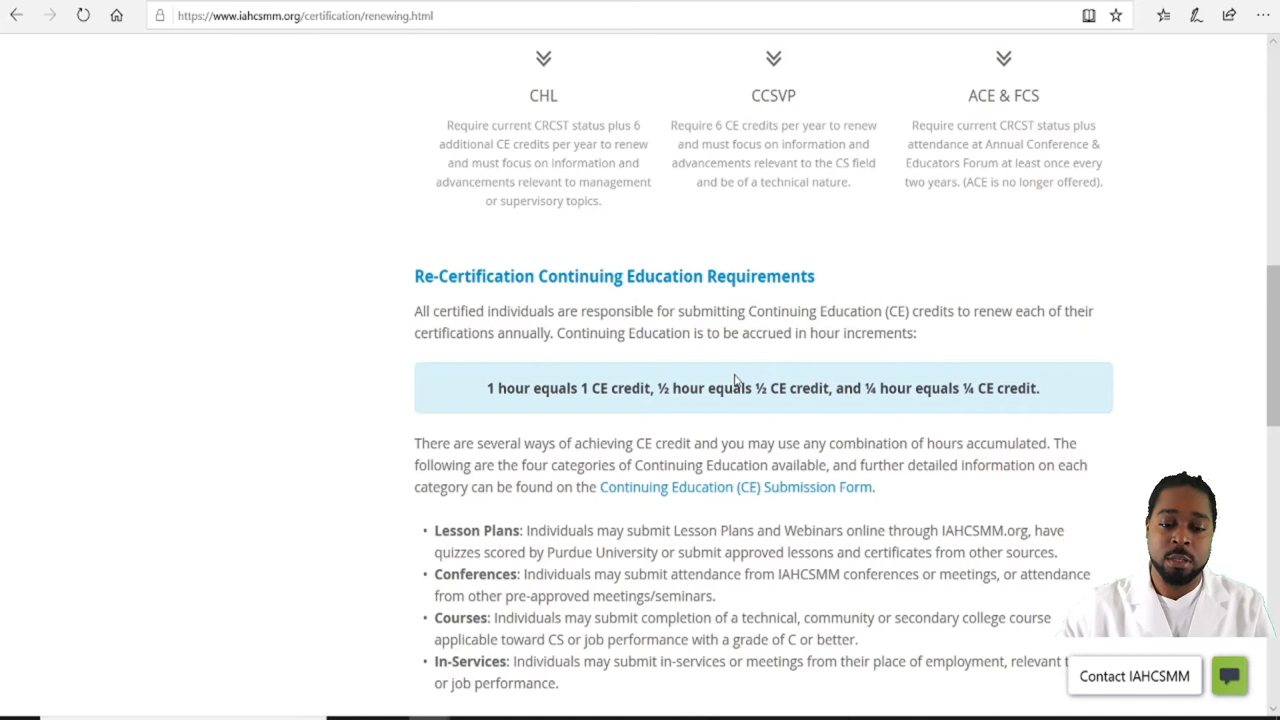 https://www.iahcsmm.org/certification/renewing.html
CHL
Require current CRCST status plus 6
additional CE credits per year to renew
and must focus on information and
advancements relevant to management
or supervisory topics.
CCSVP
Require 6 CE credits per year to renew
and must focus on information and
advancements relevant to the CS field
and be of a technical nature.
ACE & FCS
Require current CRCST status plus
attendance at Annual Conference &
Educators Forum at least once every
two years. (ACE is no longer offered).
Re-Certification Continuing Education Requirements
All certified individuals are responsible for submitting Continuing Education (CE) credits to renew each of their
certifications annually. Continuing Education is to be accrued in hour increments:
1 hour equals 1 CE credit, ½ hour equals ½ CE credit, and ¼ hour equals ¼ CE credit.
There are several ways of achieving CE credit and you may use any combination of hours accumulated. The
following are the four categories of Continuing Education available, and further detailed information on each
category can be found on the Continuing Education (CE) Submission Form.
• Lesson Plans: Individuals may submit Lesson Plans and Webinars online through IAHCSMM.org, have
quizzes scored by Purdue University or submit approved lessons and certificates from other sources.
• Conferences: Individuals may submit attendance from IAHCSMM conferences or meetings, or attendance
from other pre-approved meetings/seminars.
• Courses: Individuals may submit completion of a technical, community or secondary college course
applicable toward CS or job performance with a grade of C or better.
• In-Services: Individuals may submit in-services or meetings from their place of employment, relevant
or job performance.
Contact IAHCSMM